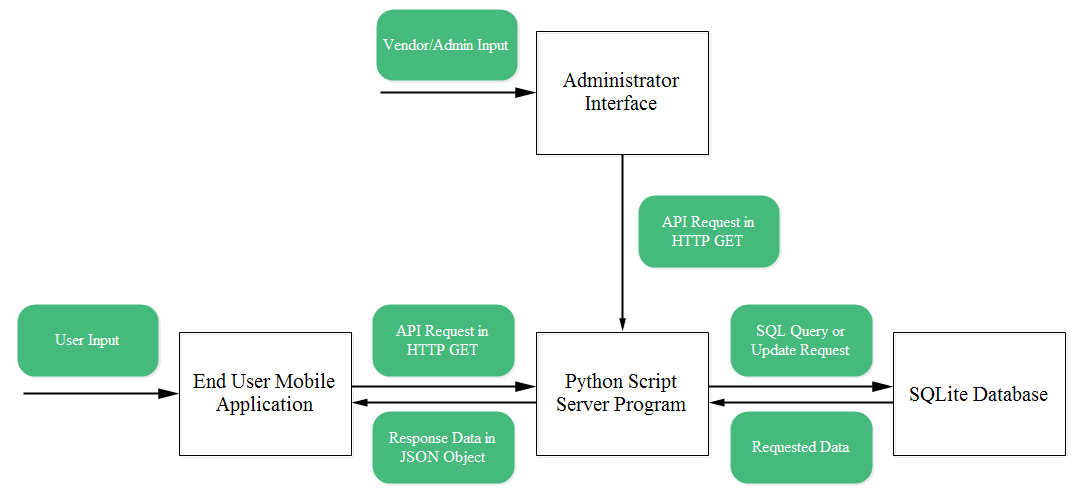 Vendor/Admin Input
Administrator
Interface
API Request in
HTTP GET
User Input
End User Mobile
Application
API Request in
HTTP GET
Response Data in
JSON Object
Python Script
Server Program
SQL Query or
Update Request
Requested Data
SQLite Database